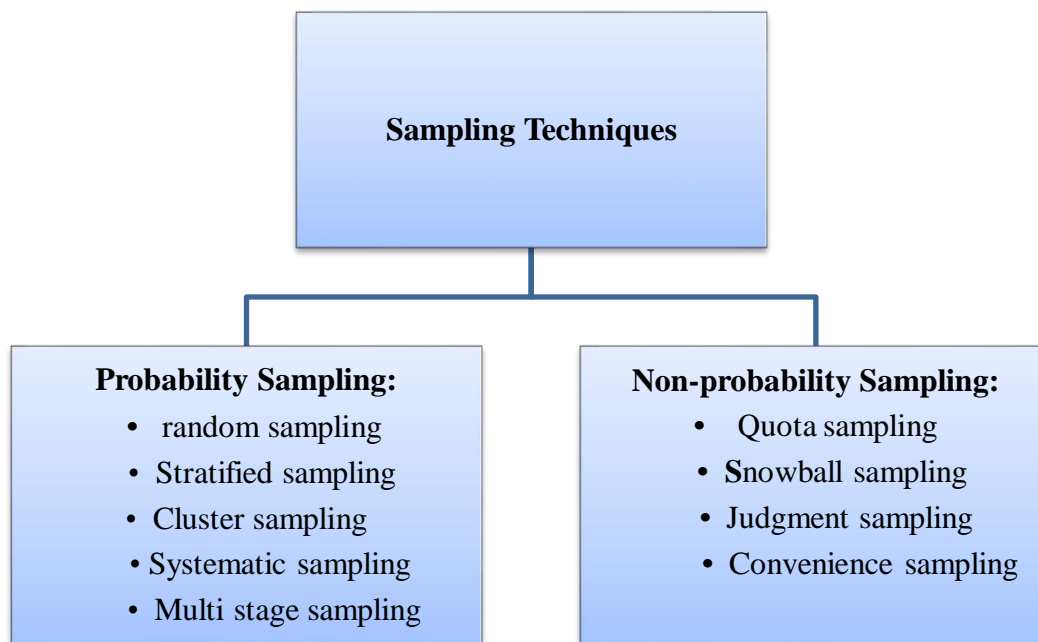 Sampling Techniques
Probability Sampling:
• random sampling
• Stratified sampling
• Cluster sampling
• Systematic sampling
• Multi stage sampling
Non-probability Sampling:
• Quota sampling
• Snowball sampling
• Judgment sampling
• Convenience sampling